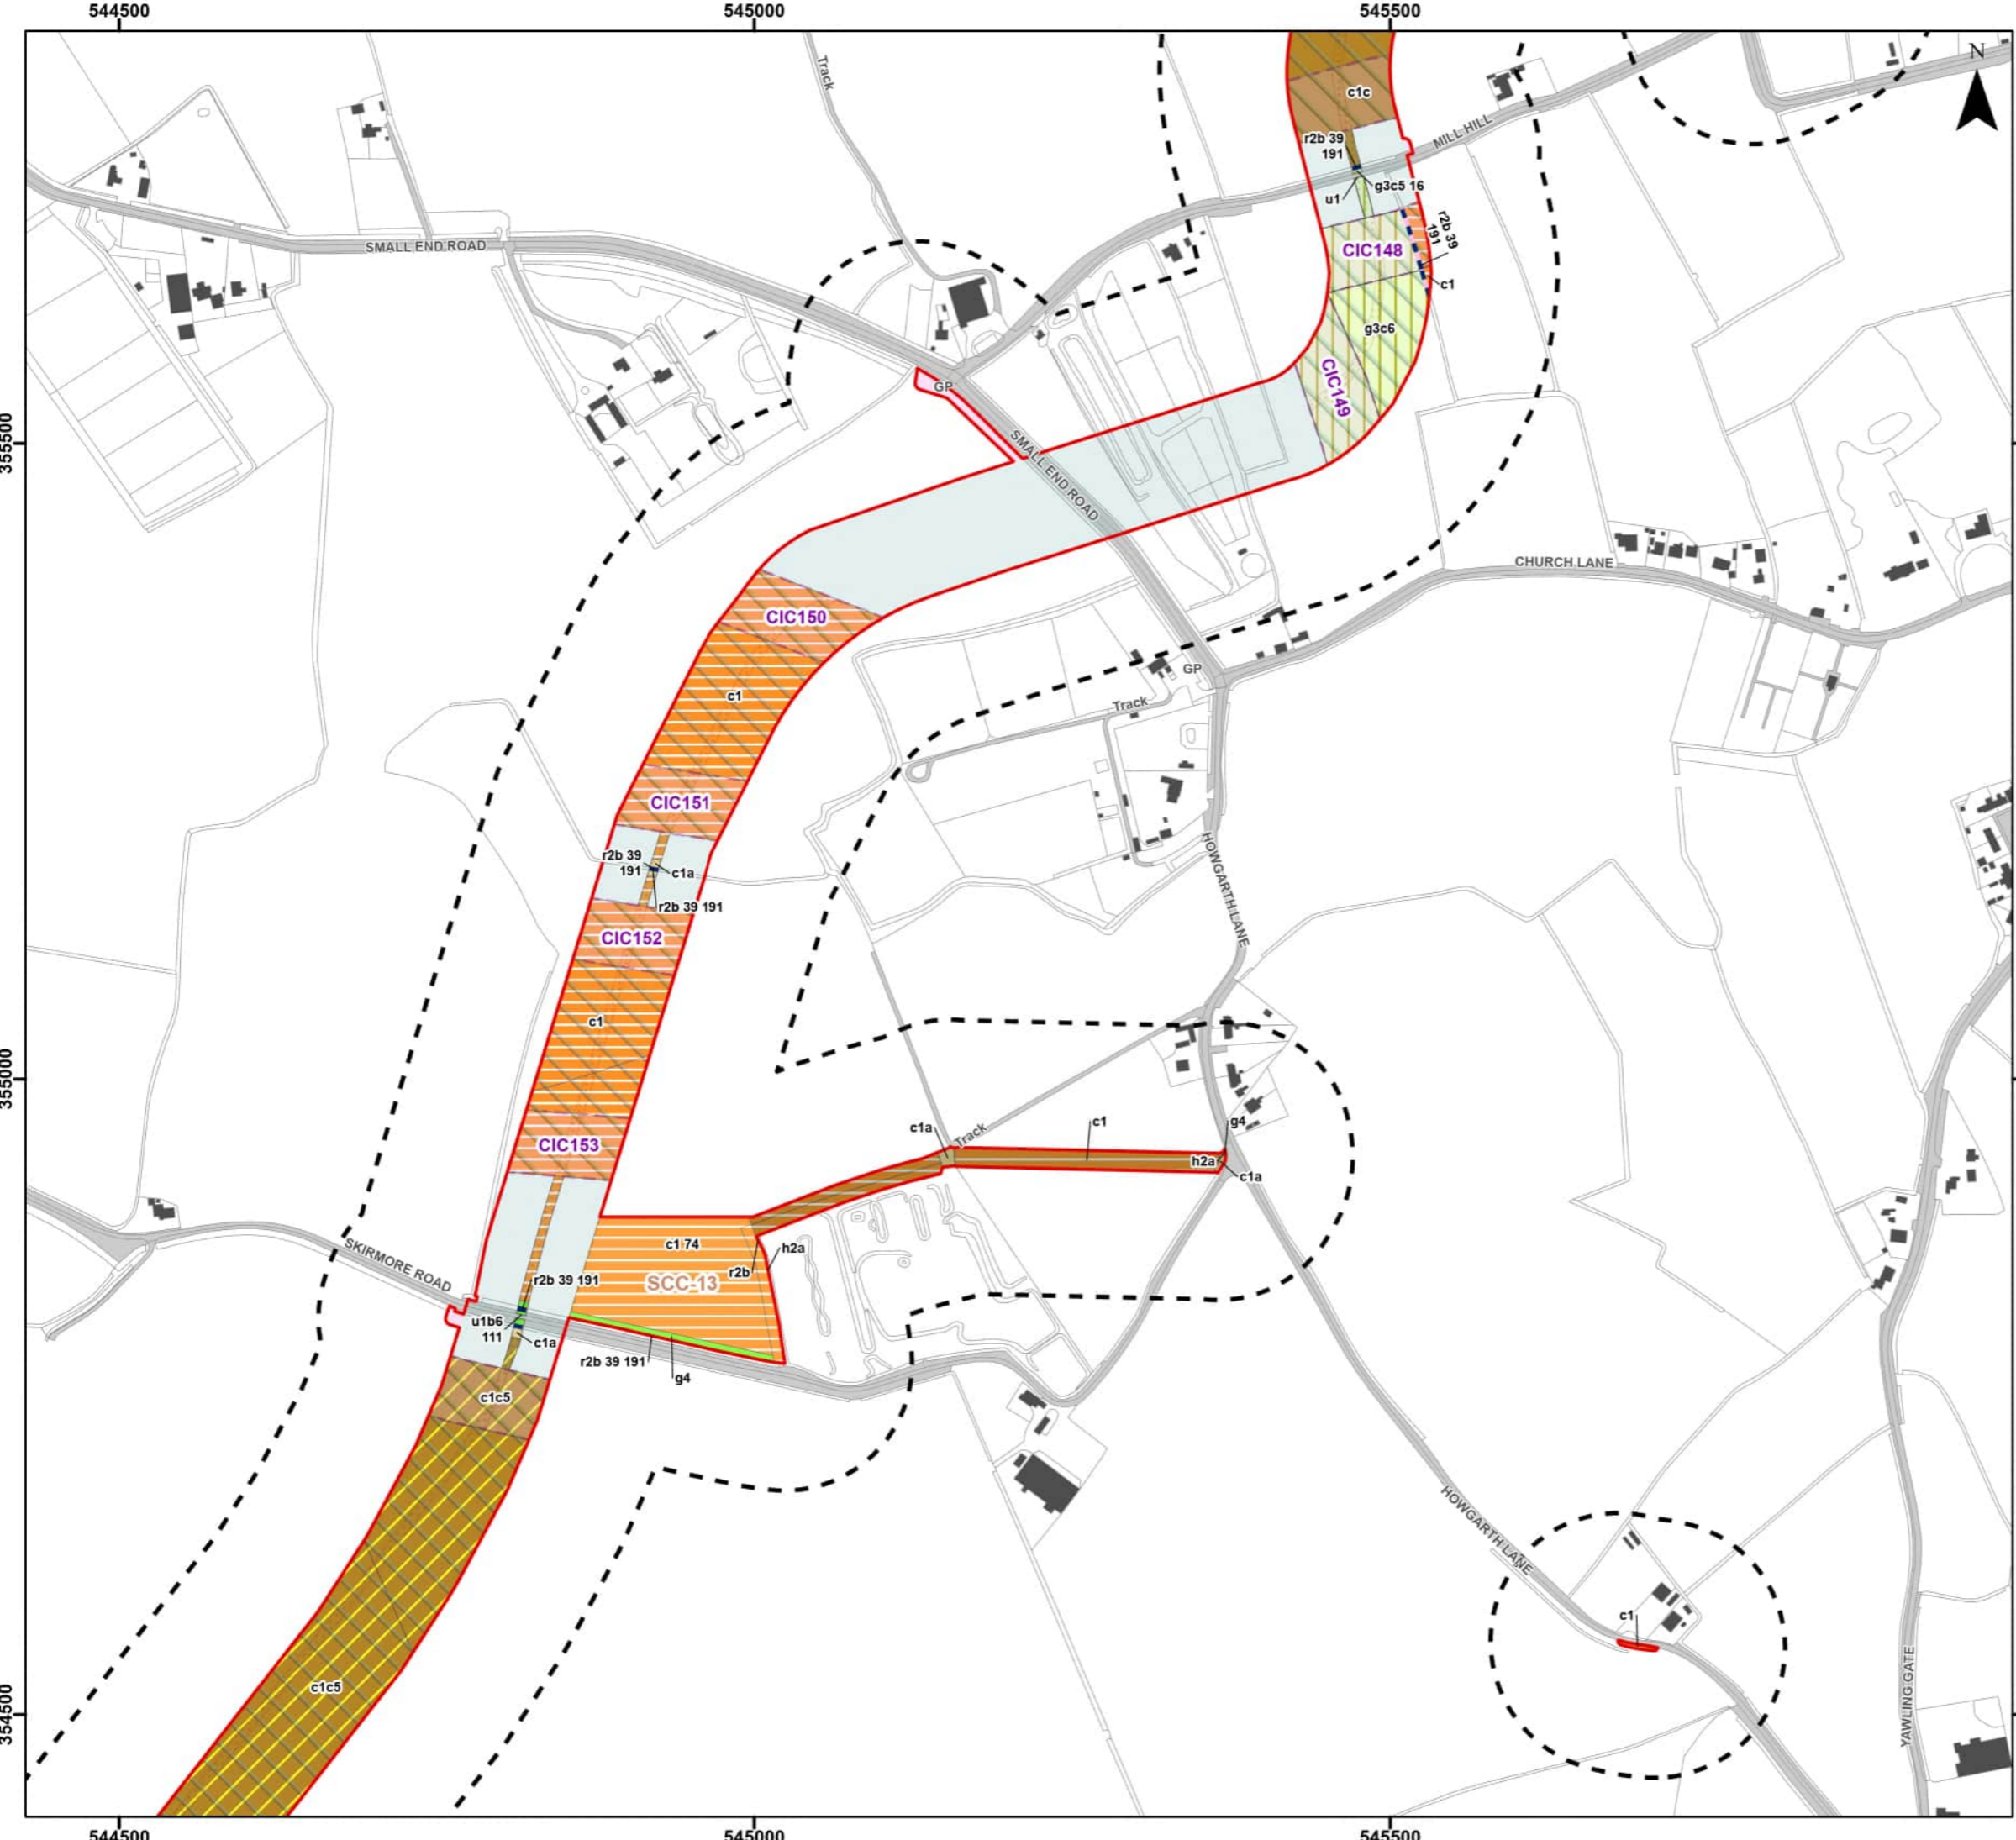 544500
545000
545500
N
Track
c1c
r2b 39
191
MILL HILL
g3c5 16
u1
SMALL END ROAD
CIC148
r2b 39
191
c1
g3c6
CIC149
GP
SMALL END ROAD
355500
CHURCH LANE
CIC150
GP
c1
Track
CIC151
r2b 39
191
c1a
r2b 39 191
HOWGARTH LANE
CIC152
c1
355000
CIC153
c1a
Track
c1
g4
h2a
c1a
SKIRMORE ROAD
c1 74
h2a
r2b
SCC-13
r2b 39 191
u1b6
111
c1a
r2b 39 191
g4
c1c5
HOWGARTH LANE
c1
c1c5
YAWLING GATE
354500
544500
545000
545500